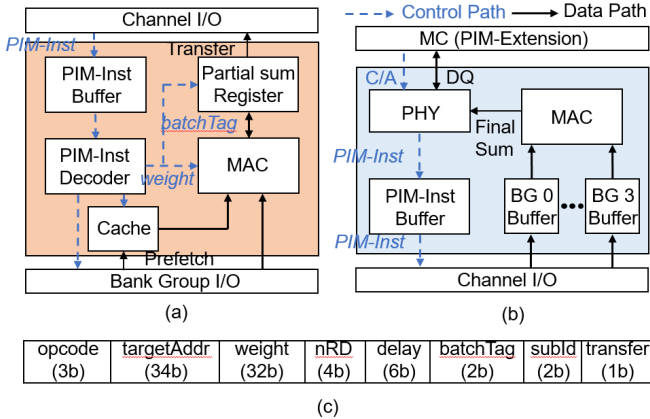 Control Path
Data Path
Channel I/O
PIM-Inst
Transfer
PIM-Inst
Buffer
Partial sum
Register
batchTag
PIM-Inst
Decoder
weight
MAC
Cache
Prefetch
Bank Group I/O
(a)
MC (PIM-Extension)
C/A
DQ
PHY
MAC
Final
Sum
PIM-Inst
PIM-Inst
Buffer
BG 0
Buffer
BG 3
Buffer
PIM-Inst
Channel I/O
(b)
opcode targetAddr weight nRD delay batchTag subId transfer
(3b) (34b) (32b) (4b) (6b) (2b) (2b) (1b)
(c)